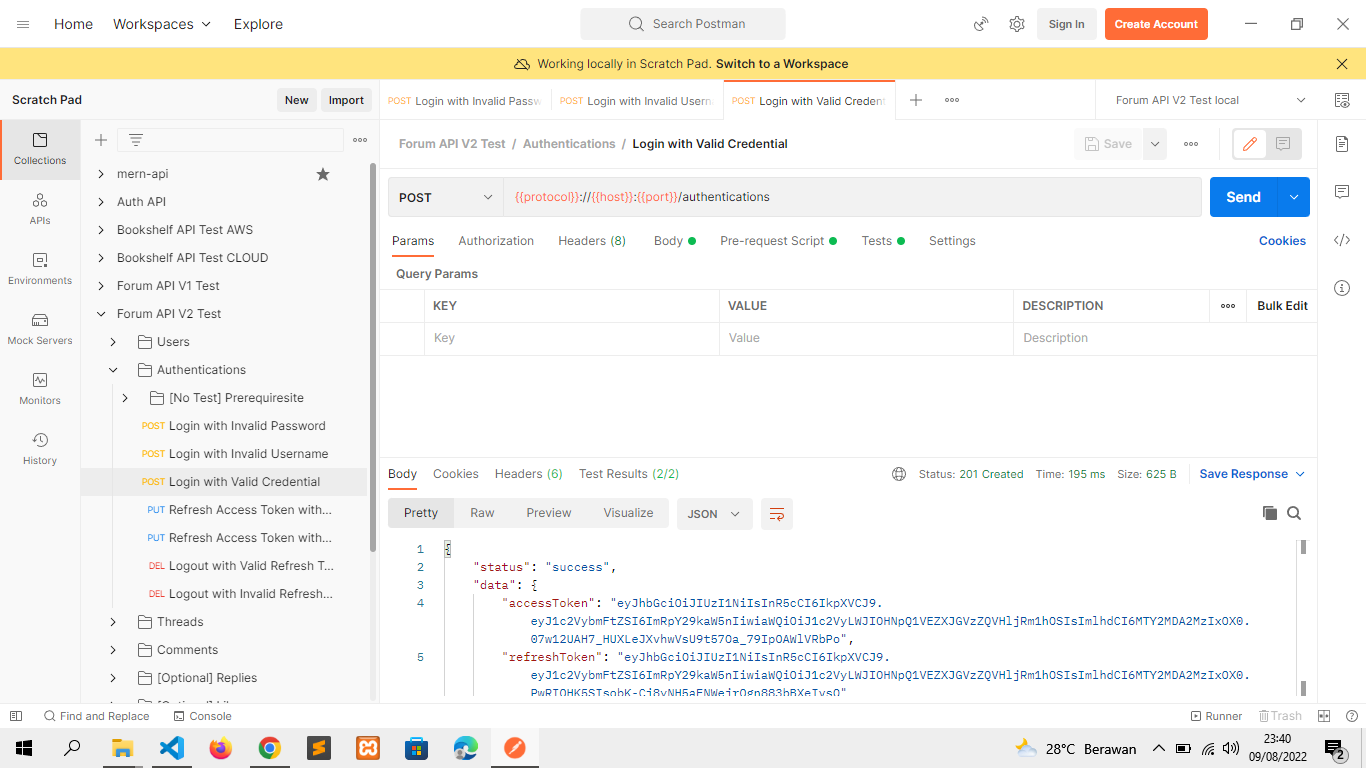 Home Workspaces Explore Search Postman Sign In Create Account
Working locally in Scratch Pad. Switch to a Workspace
Scratch Pad New Import
POST Login with Invalid Passw POST Login with Invalid Usern POST Login with Valid Creden Forum API V2 Test local
Collections
APIs
Environments
Mock Servers
Monitors
History
mern-api
Auth API
Bookshelf API Test AWS
Bookshelf API Test CLOUD
Forum API V1 Test
Forum API V2 Test
Users
Authentications
[No Test] Prerequiresite
POST Login with Invalid Password
POST Login with Invalid Username
POST Login with Valid Credential
PUT Refresh Access Token with...
PUT Refresh Access Token with...
DEL Logout with Valid Refresh T...
DEL Logout with Invalid Refresh...
Threads
Comments
[Optional] Replies
Forum API V2 Test / Authentications / Login with Valid Credential Save
POST {{protocol}}://{{host}}:{{port}}/authentications Send
Params Authorization Headers (8) Body Pre-request Script Tests Settings Cookies
Query Params
KEY VALUE DESCRIPTION Bulk Edit
Key Value Description
Body Cookies Headers (6) Test Results (2/2) Status: 201 Created Time: 195 ms Size: 625 B Save Response
Pretty Raw Preview Visualize JSON
1 {
2 "status": "success",
3 "data": {
4 "accessToken": "eyJhbGciOiJIUzI1NiIsInR5cCI6IkpXVCJ9.
eyJ1c2VybmFtZSI6ImRpY29kaW5nIiwiaWQiOiJ1c2VyLWJIOHNpQ1VEZXJGVzZQVHljRm1hOSIsImlhdCI6MTY2MDA2MzIxOX0.
07w12UAH7_HUXLeJXvhwVsU9t57Oa_79IpOAWlVRbPo",
5 "refreshToken": "eyJhbGciOiJIUzI1NiIsInR5cCI6IkpXVCJ9.
eyJ1c2VybmFtZSI6ImRpY29kaW5nIiwiaWQiOiJ1c2VyLWJIOHNpQ1VEZXJGVzZQVHljRm1hOSIsImlhdCI6MTY2MDA2MzIxOX0.
Find and Replace Console Runner Trash
28°C Berawan 23:40
09/08/2022
2